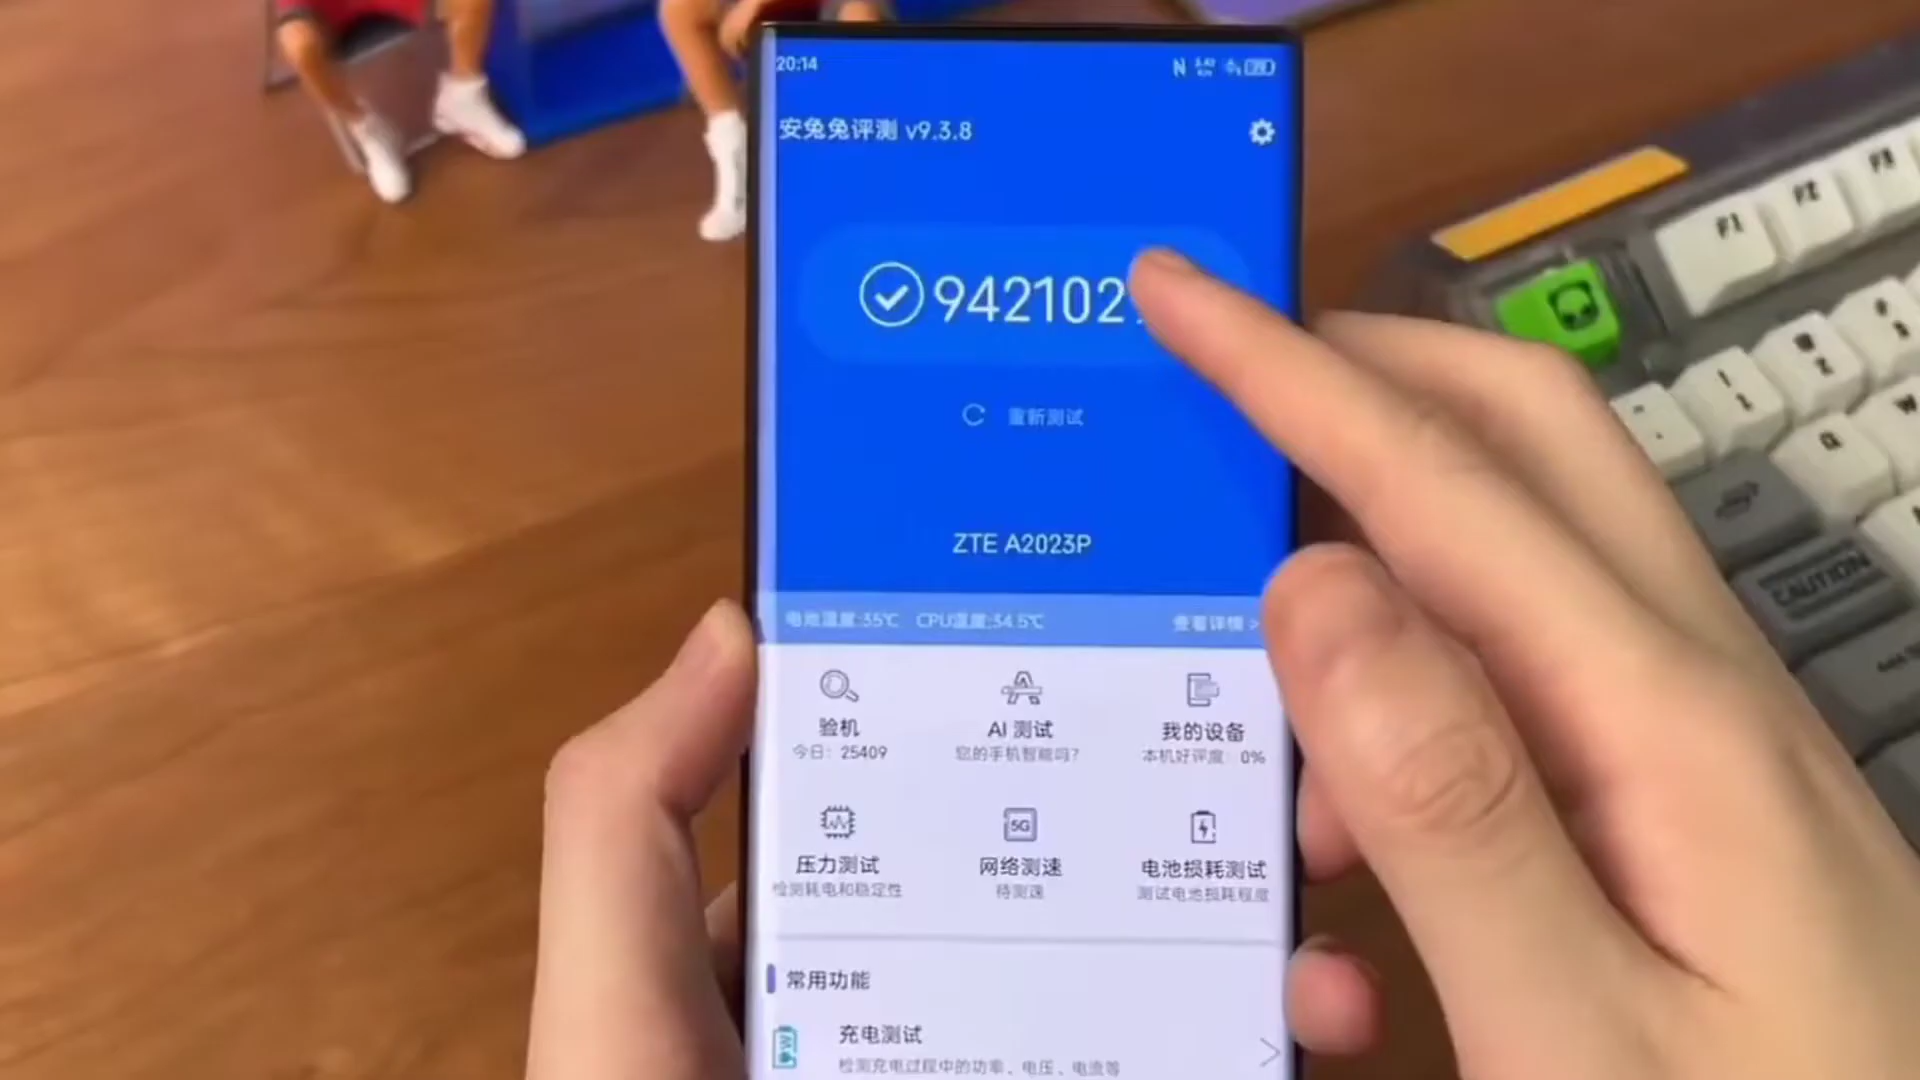 20:14
安兔兔评测 v9.3.8
942102
重新测试
ZTE A2023P
电池温度:35℃ CPU温度:34.5℃ 查看详情 >
验机 AI 测试 我的设备
今日: 25409 您的手机智能吗? 本机好评度: 0%
5G
压力测试 网络测速 电池损耗测试
检测耗电和稳定性 待测速 测试电池损耗程度
常用功能
充电测试
检测充电过程中的功率、电压、电流等
F1 F2 F3
Q W
CAUTION